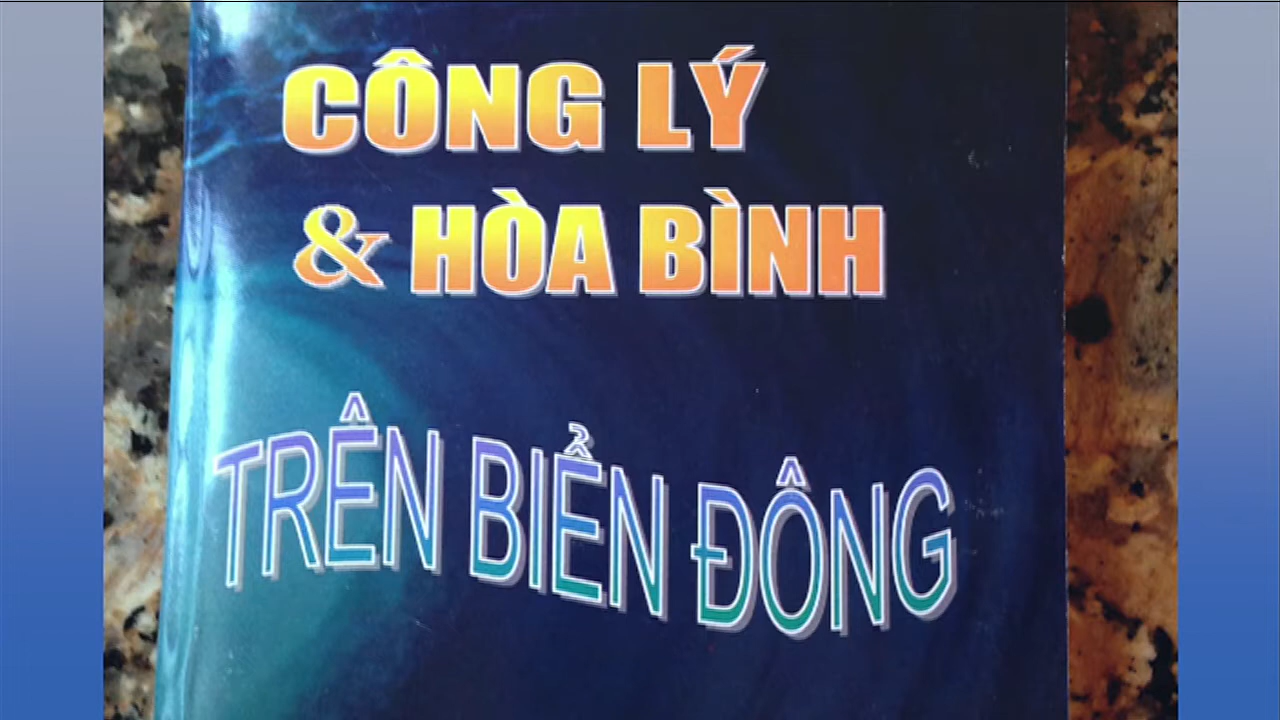 CÔNG LÝ
& HÒA BÌNH
TRÊN BIỂN ĐÔNG